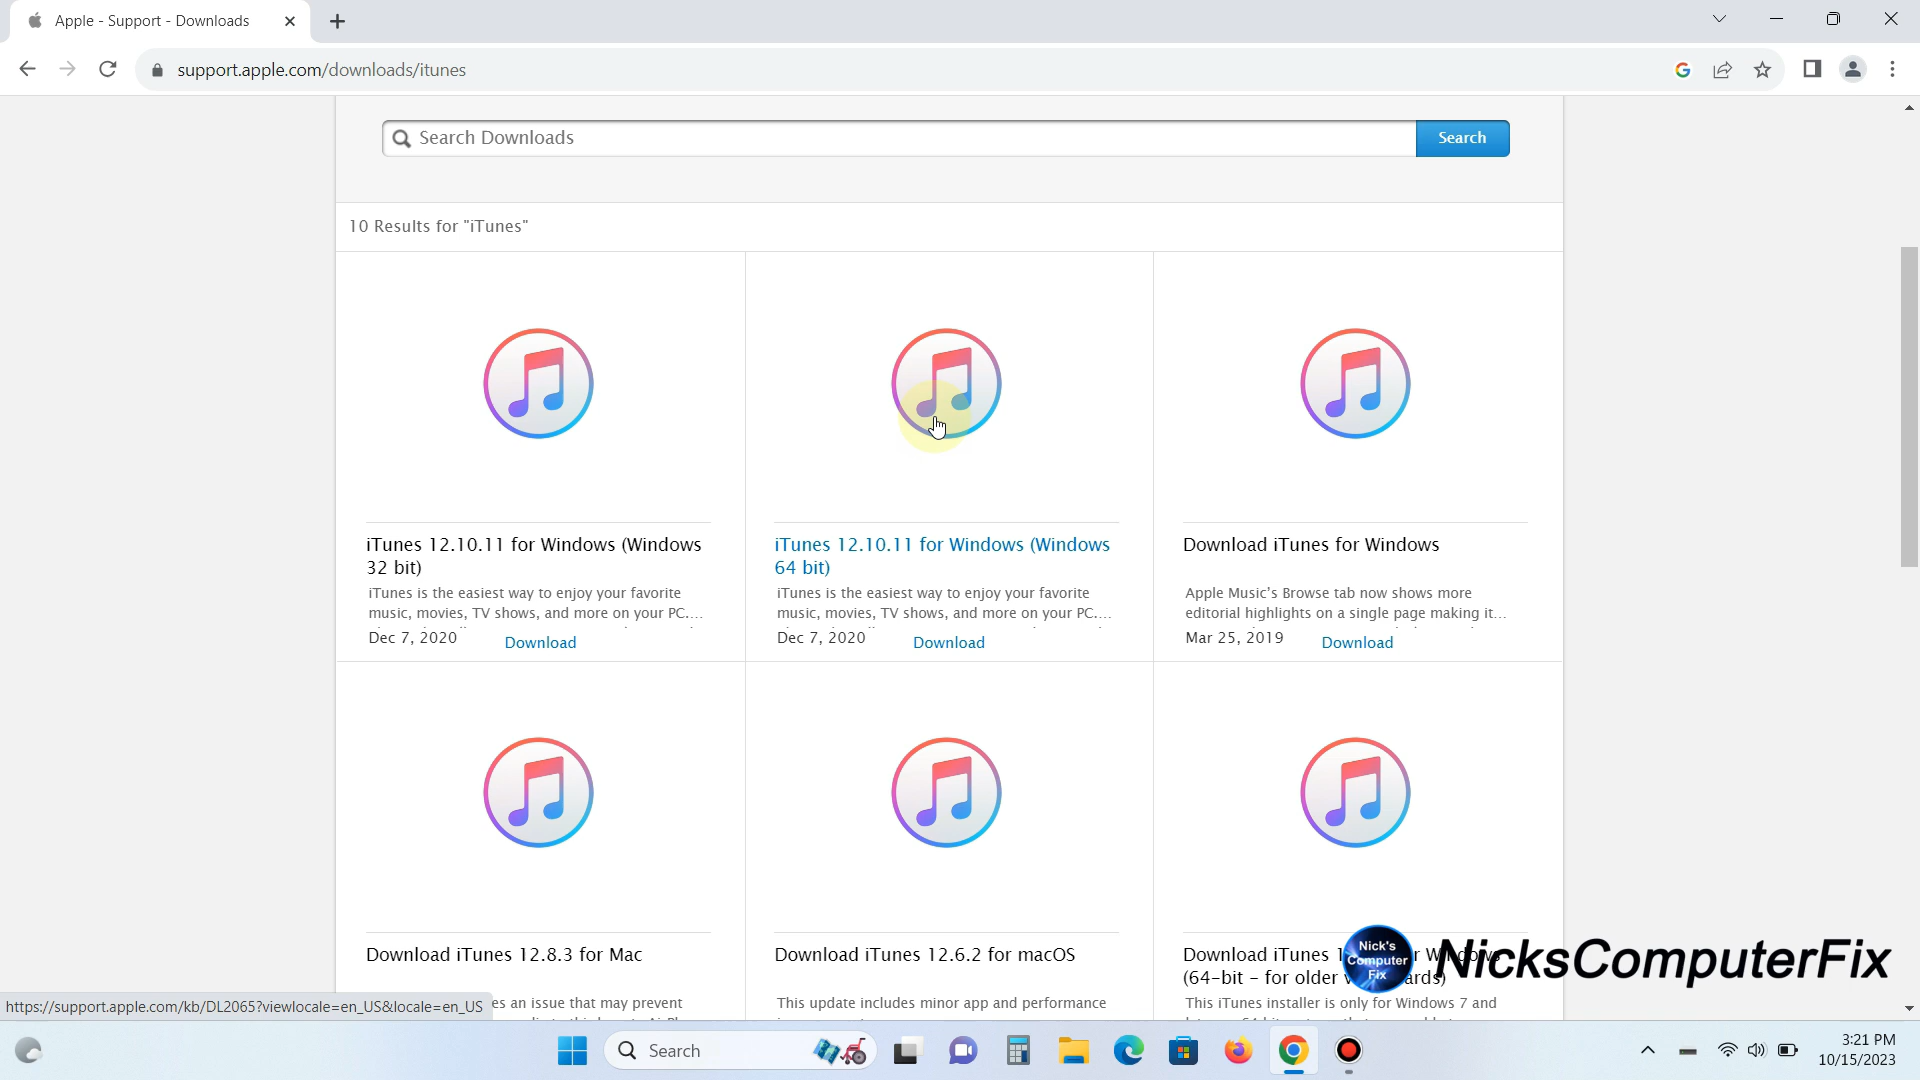 Apple - Support - Downloads
support.apple.com/downloads/itunes
Search Downloads
Search
10 Results for "iTunes"
iTunes 12.10.11 for Windows (Windows
32 bit)
iTunes is the easiest way to enjoy your favorite
music, movies, TV shows, and more on your PC....
Dec 7, 2020
Download
iTunes 12.10.11 for Windows (Windows
64 bit)
iTunes is the easiest way to enjoy your favorite
music, movies, TV shows, and more on your PC....
Dec 7, 2020
Download
Download iTunes for Windows
Apple Music's Browse tab now shows more
editorial highlights on a single page making it...
Mar 25, 2019
Download
Download iTunes 12.8.3 for Mac
es an issue that may prevent
Download iTunes 12.6.2 for macOS
This update includes minor app and performance
Download iTunes
(64-bit - for older
This iTunes installer is only for Windows 7 and
Nick's
Computer
Fix
NicksComputerFix
https://support.apple.com/kb/DL2065?viewlocale=en_US&locale=en_US
Search
3:21 PM
10/15/2023